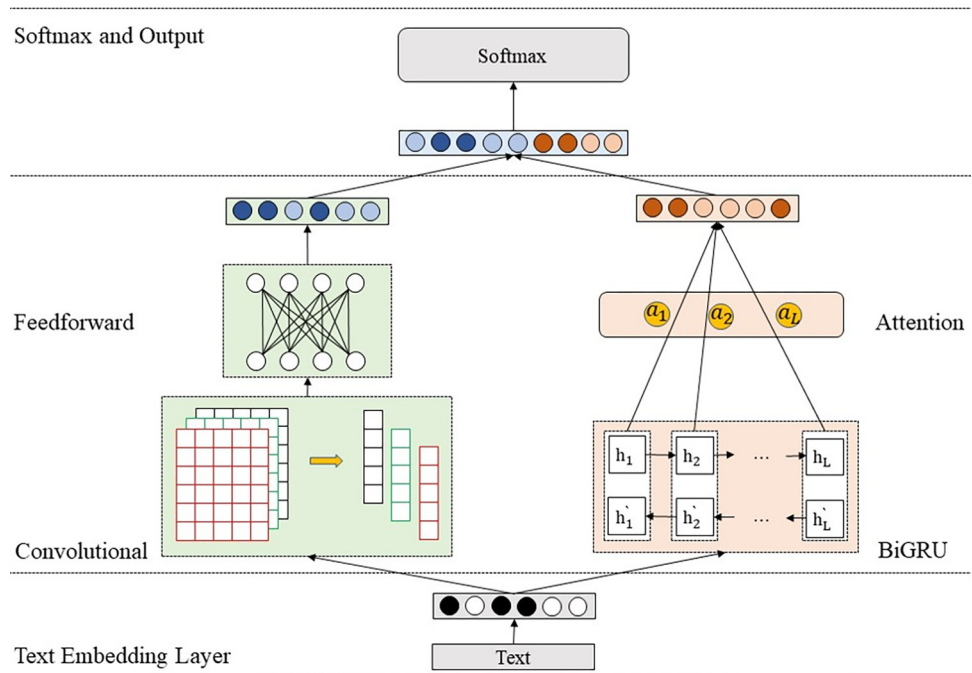 Softmax and Output
Softmax
Feedforward
a1 a2 aL
Attention
h1 h2 ... hL
h`1 h`2 ... h`L
Convolutional
BiGRU
Text Embedding Layer
Text